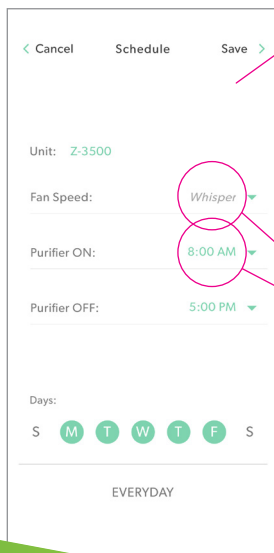 < Cancel Schedule Save >
Unit: Z-3500
Fan Speed: Whisper
Purifier ON: 8:00 AM
Purifier OFF: 5:00 PM
Days:
S M T W T F S
EVERYDAY